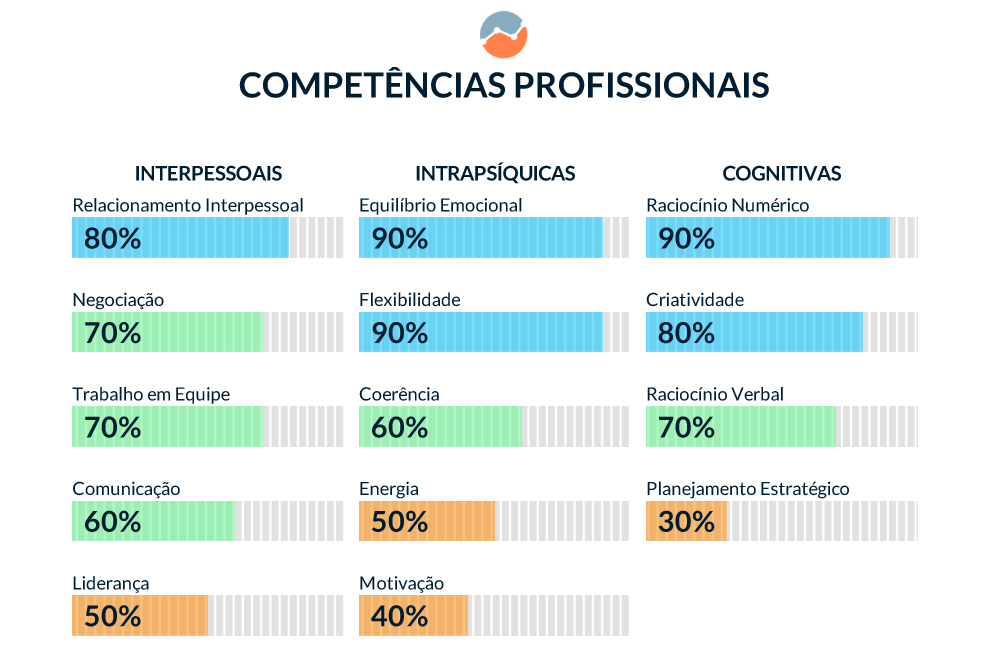 COMPETÊNCIAS PROFISSIONAIS
INTERPESSOAIS
Relacionamento Interpessoal
80%
Negociação
70%
Trabalho em Equipe
70%
Comunicação
60%
Liderança
50%
INTRAPSÍQUICAS
Equilíbrio Emocional
90%
Flexibilidade
90%
Coerência
60%
Energia
50%
Motivação
40%
COGNITIVAS
Raciocínio Numérico
90%
Criatividade
80%
Raciocínio Verbal
70%
Planejamento Estratégico
30%